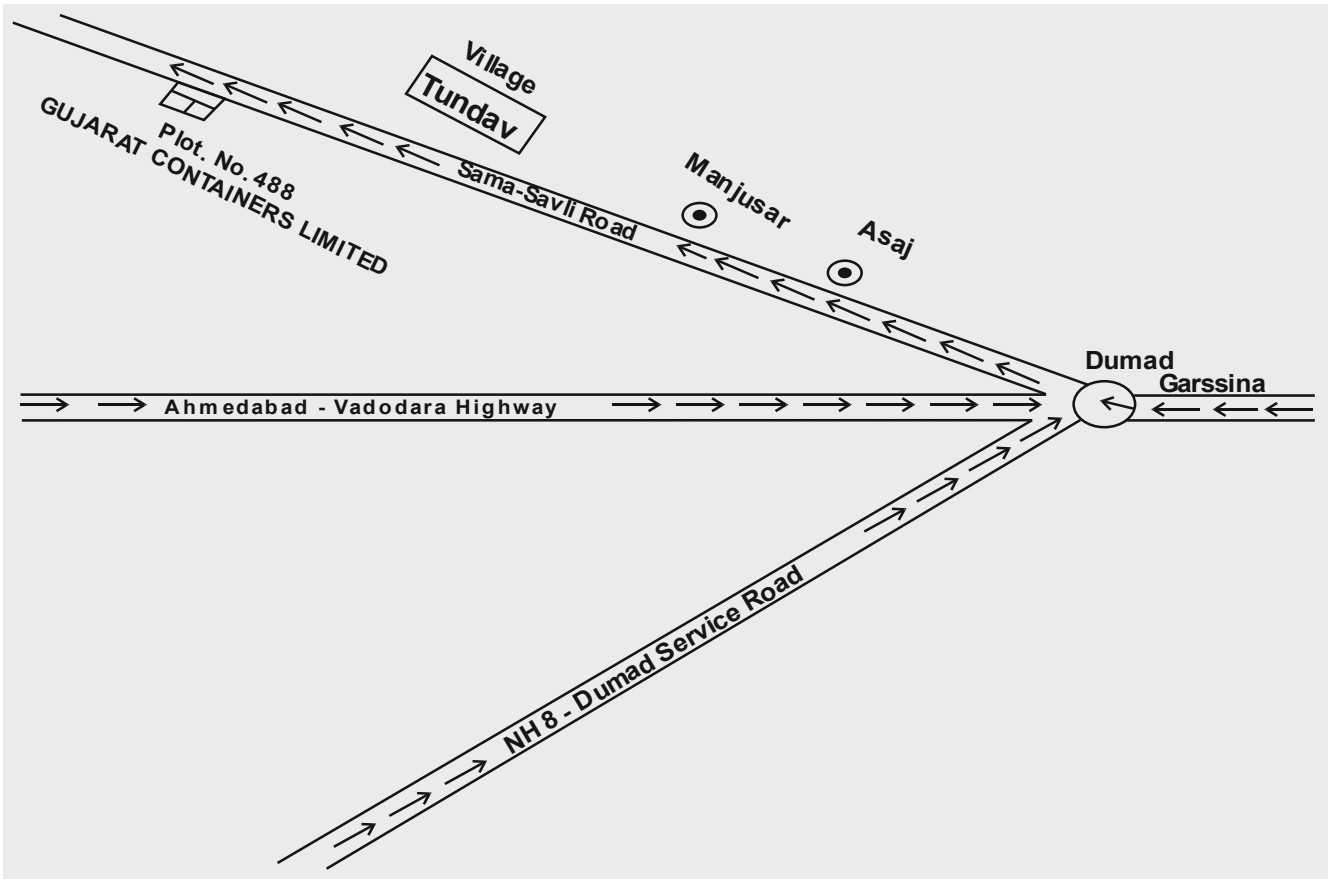 Village
Tundav
Plot. No. 488
GUJARAT CONTAINERS LIMITED
Sama-Savli Road
Manjusar
Asaj
Dumad
Garssina
Ahmedabad - Vadodara Highway
NH 8 - Dumad Service Road